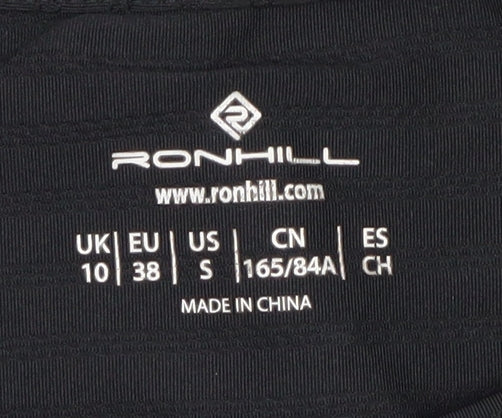 RONHILL
www.ronhill.com
UK | EU | US | CN | ES
10 | 38 | S | 165/84A | CH
MADE IN CHINA